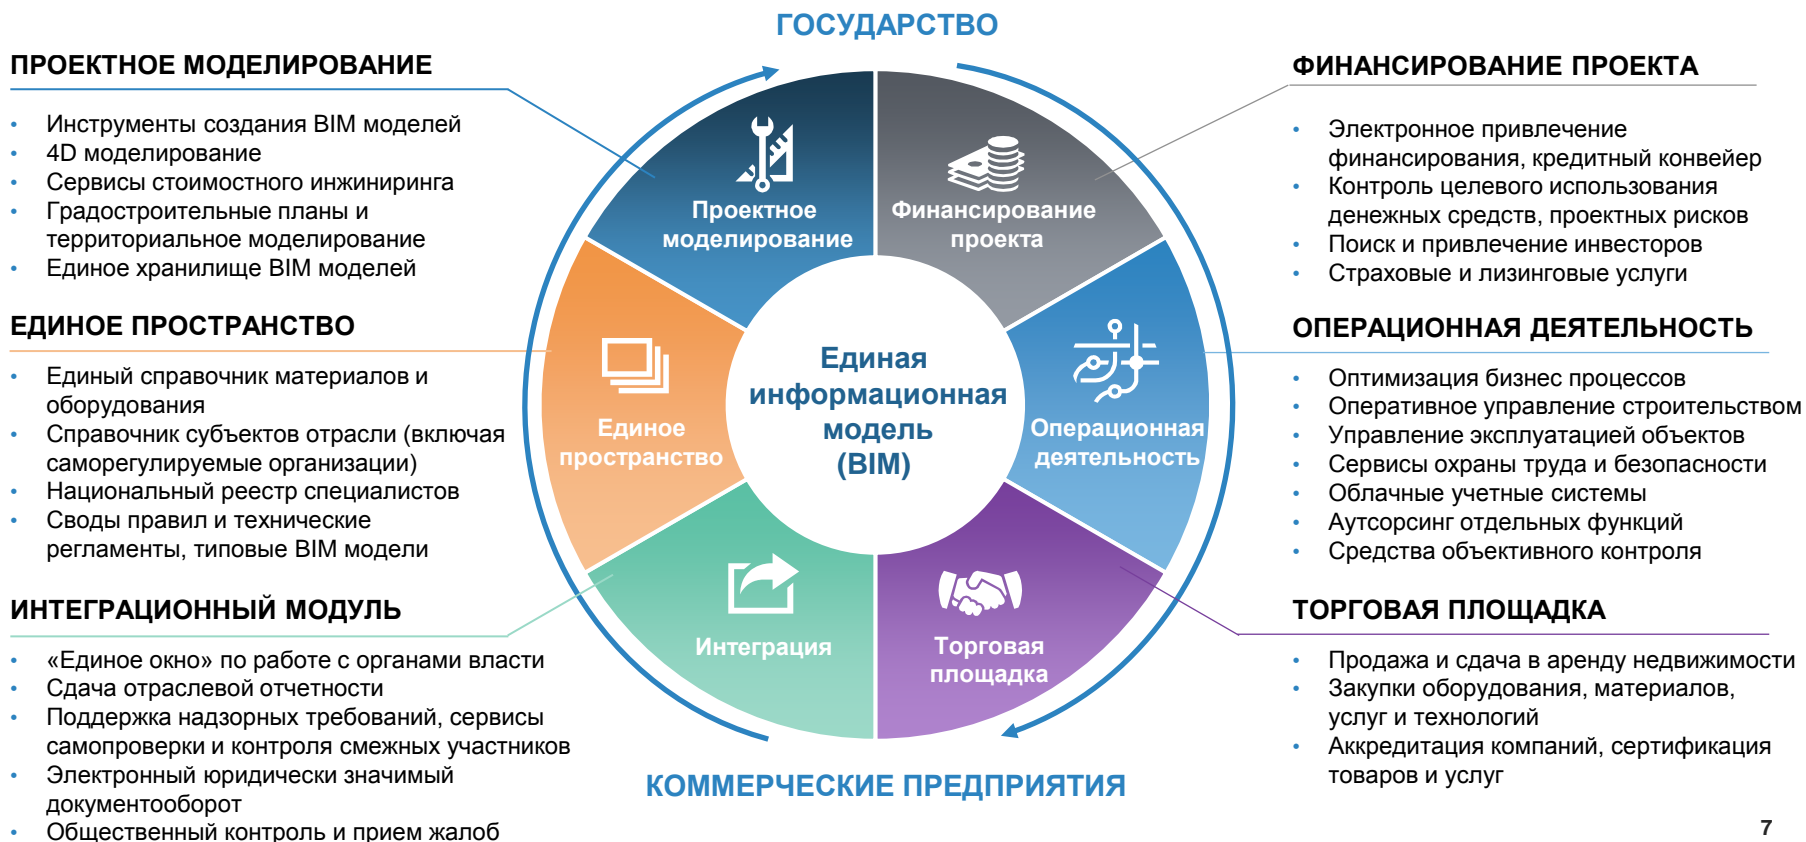 ГОСУДАРСТВО
ПРОЕКТНОЕ МОДЕЛИРОВАНИЕ
• Инструменты создания BIM моделей
• 4D моделирование
• Сервисы стоимостного инжиниринга
• Градостроительные планы и
территориальное моделирование
• Единое хранилище BIM моделей
ЕДИНОЕ ПРОСТРАНСТВО
• Единый справочник материалов и
оборудования
• Справочник субъектов отрасли (включая
саморегулируемые организации)
• Национальный реестр специалистов
• Своды правил и технические
регламенты, типовые BIM модели
ИНТЕГРАЦИОННЫЙ МОДУЛЬ
• «Единое окно» по работе с органами власти
• Сдача отраслевой отчетности
• Поддержка надзорных требований, сервисы
самопроверки и контроля смежных участников
• Электронный юридически значимый
документооборот
• Общественный контроль и прием жалоб
Проектное
моделирование
Финансирование
проекта
Единое
пространство
Единая
информационная
модель
(BIM)
Операционная
деятельность
Интеграция
Торговая
площадка
КОММЕРЧЕСКИЕ ПРЕДПРИЯТИЯ
ФИНАНСИРОВАНИЕ ПРОЕКТА
• Электронное привлечение
финансирования, кредитный конвейер
• Контроль целевого использования
денежных средств, проектных рисков
• Поиск и привлечение инвесторов
• Страховые и лизинговые услуги
ОПЕРАЦИОННАЯ ДЕЯТЕЛЬНОСТЬ
• Оптимизация бизнес процессов
• Оперативное управление строительством
• Управление эксплуатацией объектов
• Сервисы охраны труда и безопасности
• Облачные учетные системы
• Аутсорсинг отдельных функций
• Средства объективного контроля
ТОРГОВАЯ ПЛОЩАДКА
• Продажа и сдача в аренду недвижимости
• Закупки оборудования, материалов,
услуг и технологий
• Аккредитация компаний, сертификация
товаров и услуг
7